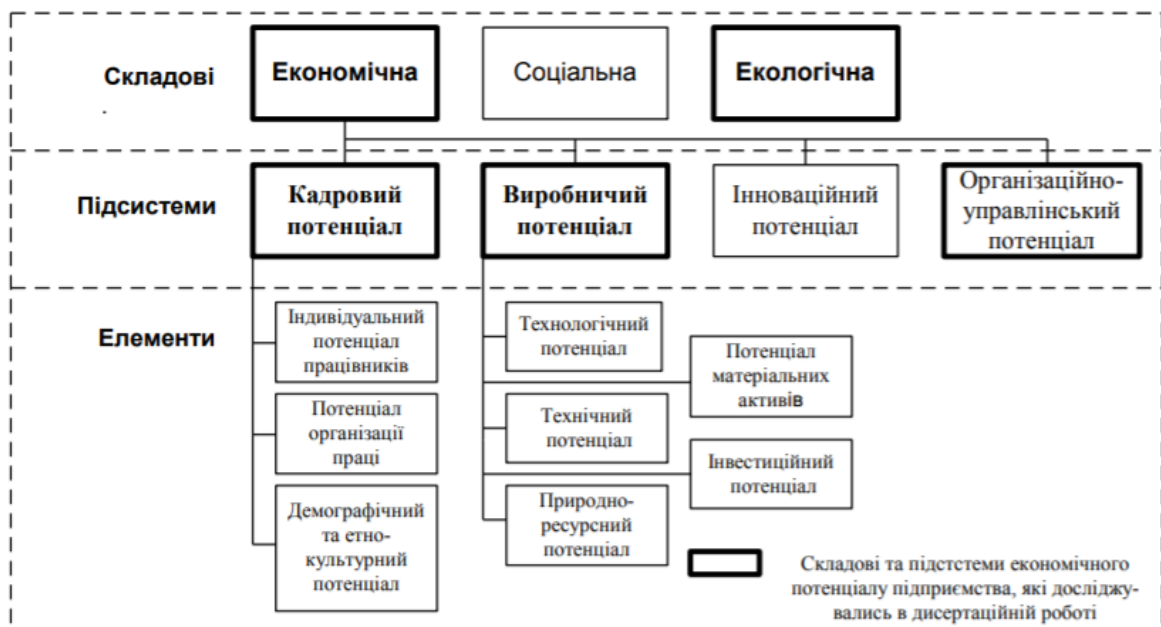 Складові
.
Економічна
Соціальна
Екологічна
Підсистеми
Кадровий
потенціал
Виробничий
потенціал
Інноваційний
потенціал
Організаційно-
управлінський
потенціал
Елементи
Індивідуальний
потенціал
працівників
Потенціал
організації
праці
Демографічний
та етно-
культурний
потенціал
Технологічний
потенціал
Технічний
потенціал
Природно-
ресурсний
потенціал
Потенціал
матеріальних
активів
Інвестиційний
потенціал
Складові та підстстеми економічного
потенціалу підприємства, які досліджу-
вались в дисертаційній роботі